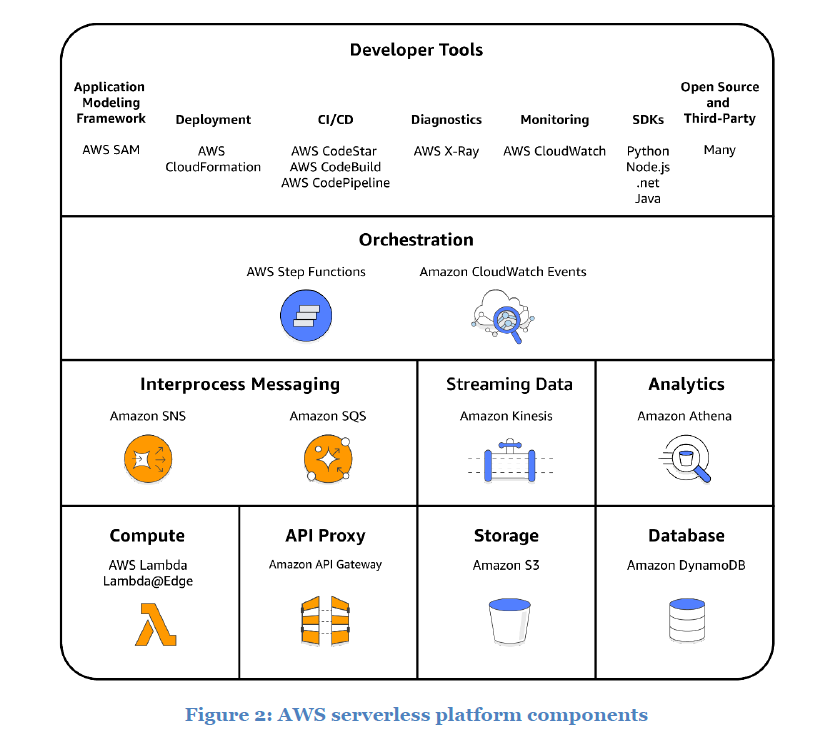 Developer Tools
Application
Modeling
Framework
AWS SAM
Deployment
AWS
CloudFormation
CI/CD
AWS CodeStar
AWS CodeBuild
AWS CodePipeline
Diagnostics
AWS X-Ray
Monitoring
AWS CloudWatch
SDKs
Python
Node.js
.net
Java
Open Source
and
Third-Party
Many
Orchestration
AWS Step Functions
Amazon CloudWatch Events
Interprocess Messaging
Amazon SNS
Amazon SQS
Streaming Data
Amazon Kinesis
Analytics
Amazon Athena
Compute
AWS Lambda
Lambda@Edge
API Proxy
Amazon API Gateway
Storage
Amazon S3
Database
Amazon DynamoDB
Figure 2: AWS serverless platform components